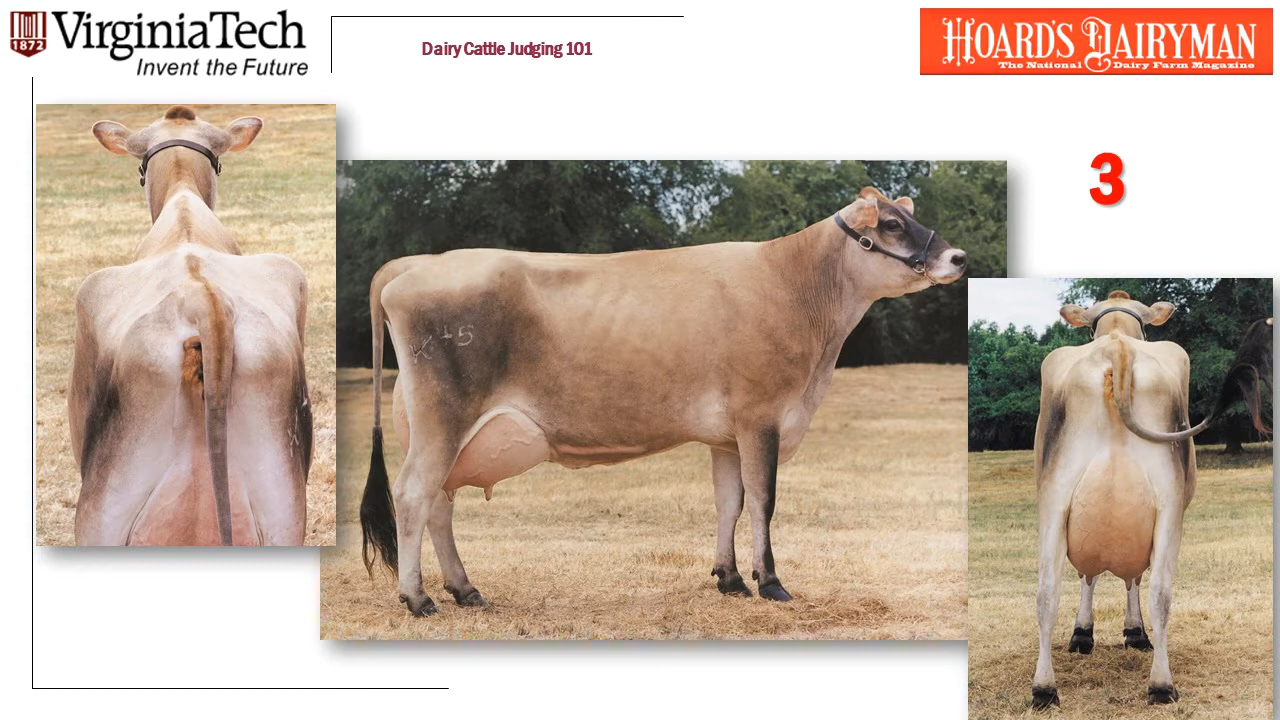 VirginiaTech
1872
Invent the Future
Dairy Cattle Judging 101
HOARD'S DAIRYMAN
The National Dairy Farm Magazine
3